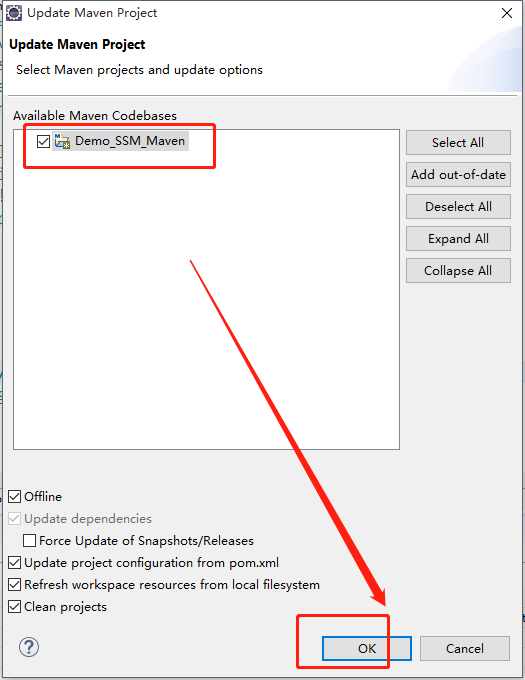 Update Maven Project
Update Maven Project
Select Maven projects and update options
Available Maven Codebases
Demo_SSM_Maven
Select All
Add out-of-date
Deselect All
Expand All
Collapse All
Offline
Update dependencies
Force Update of Snapshots/Releases
Update project configuration from pom.xml
Refresh workspace resources from local filesystem
Clean projects
?
OK
Cancel